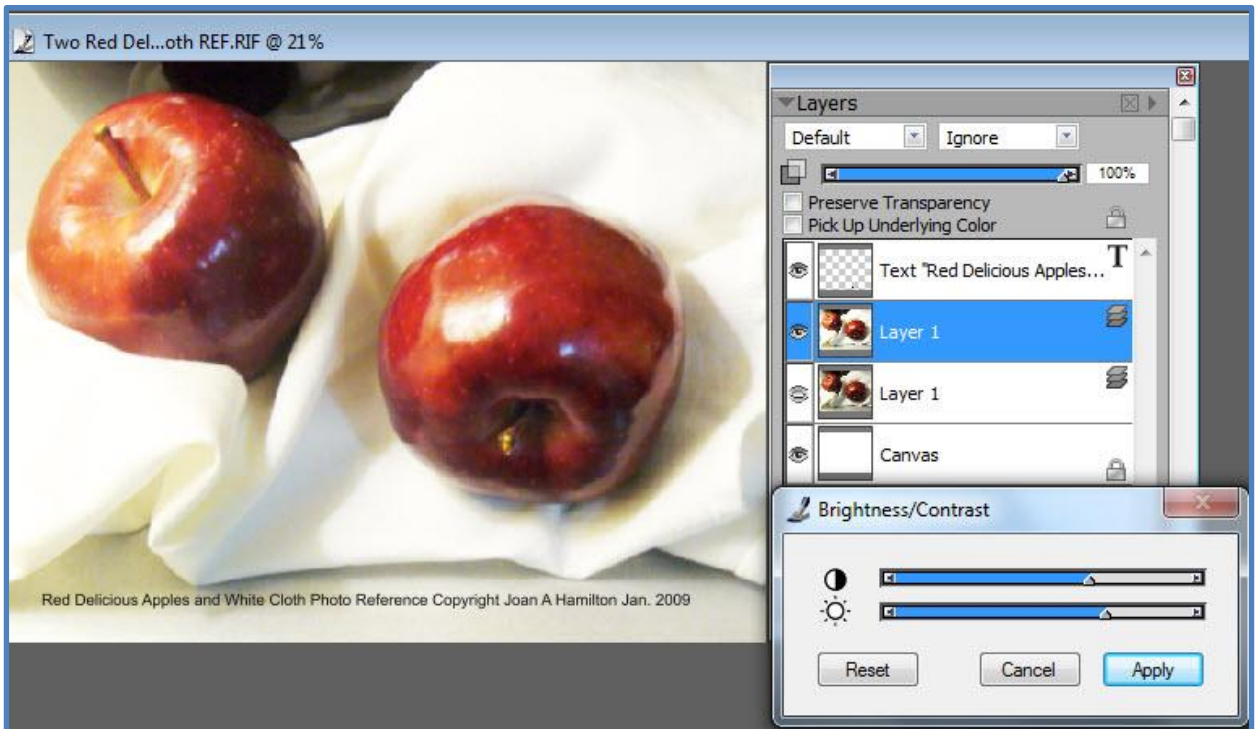 Two Red Del...oth REF.RIF @ 21%
Layers
Default Ignore
100%
Preserve Transparency
Pick Up Underlying Color
Text "Red Delicious Apples... T
Layer 1
Layer 1
Canvas
Brightness/Contrast
Reset Cancel Apply
Red Delicious Apples and White Cloth Photo Reference Copyright Joan A Hamilton Jan. 2009